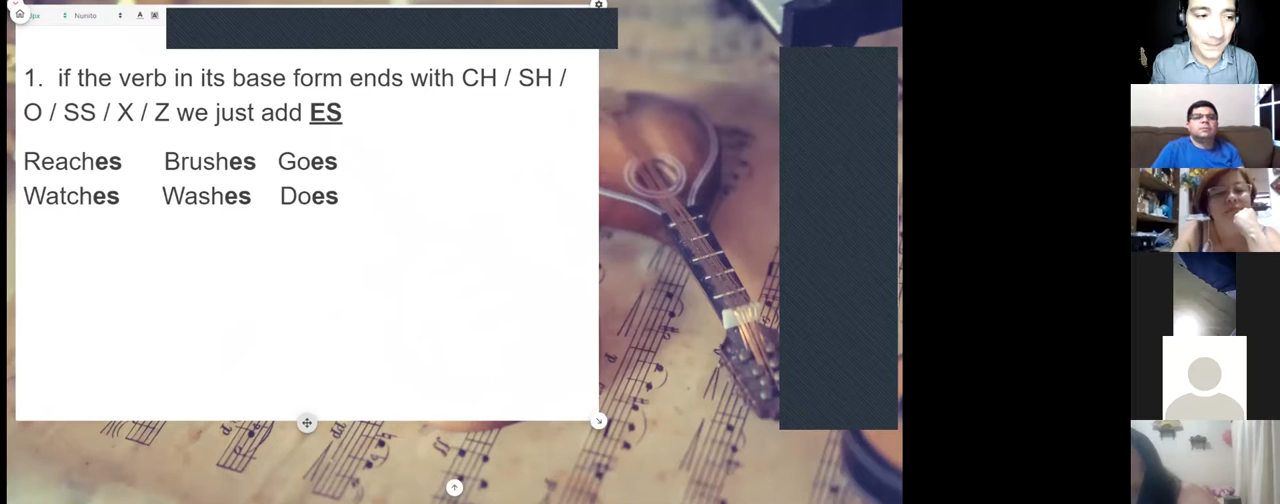 px Nunito A A
1. if the verb in its base form ends with CH / SH /
O / SS / X / Z we just add ES
Reaches Brushes Goes
Watches Washes Does